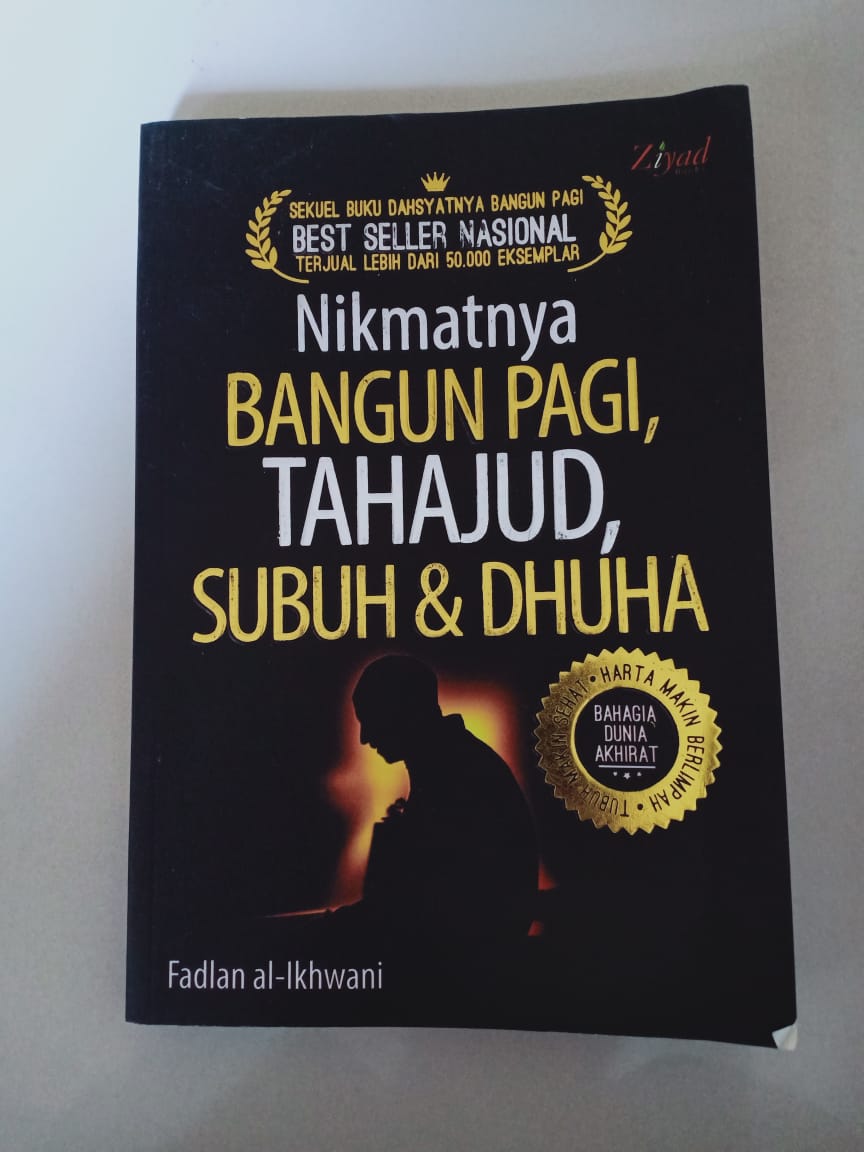 Ziyad
SEKUEL BUKU DAHSYATNYA BANGUN PAGI
BEST SELLER NASIONAL
TERJUAL LEBIH DARI 50.000 EKSEMPLAR
Nikmatnya
BANGUN PAGI,
TAHAJUD,
SUBUH & DHUHA
TUBUH MAKIN SEHAT • HARTA MAKIN BERLIMPAH •
BAHAGIA
DUNIA
AKHIRAT
Fadlan al-Ikhwani